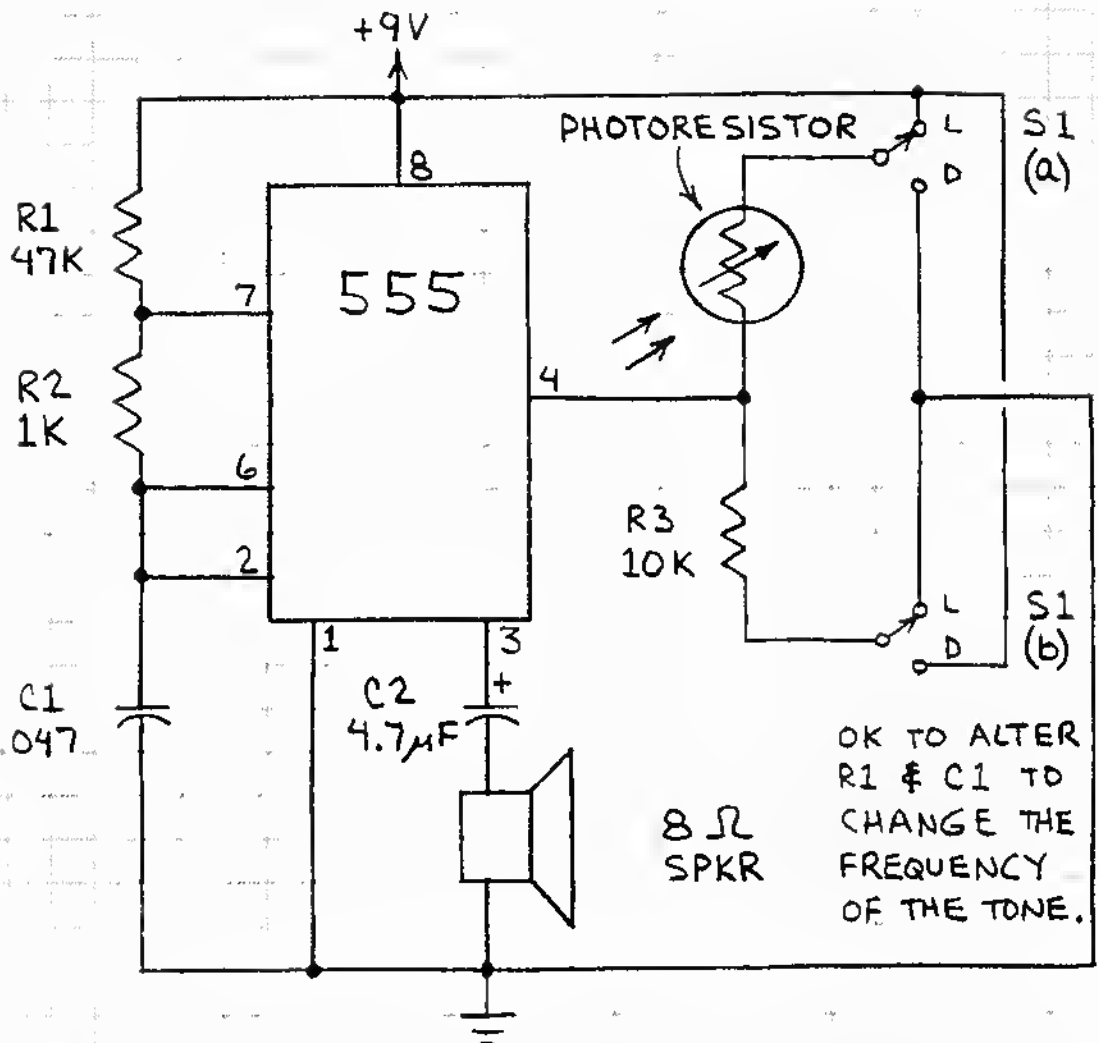 +9V
PHOTORESISTOR
L
S1
D
(a)
8
R1
47K
7
555
R2
1K
4
6
R3
10K
2
L
S1
D
(b)
1
3
C1
047
C2
4.7µF
+
8 Ω
SPKR
OK TO ALTER
R1 & C1 TO
CHANGE THE
FREQUENCY
OF THE TONE.